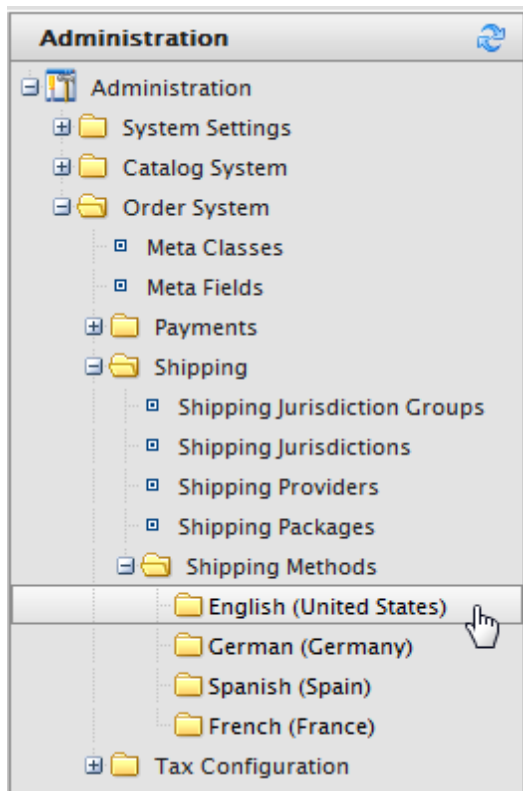 Administration
Administration
System Settings
Catalog System
Order System
Meta Classes
Meta Fields
Payments
Shipping
Shipping Jurisdiction Groups
Shipping Jurisdictions
Shipping Providers
Shipping Packages
Shipping Methods
English (United States)
German (Germany)
Spanish (Spain)
French (France)
Tax Configuration